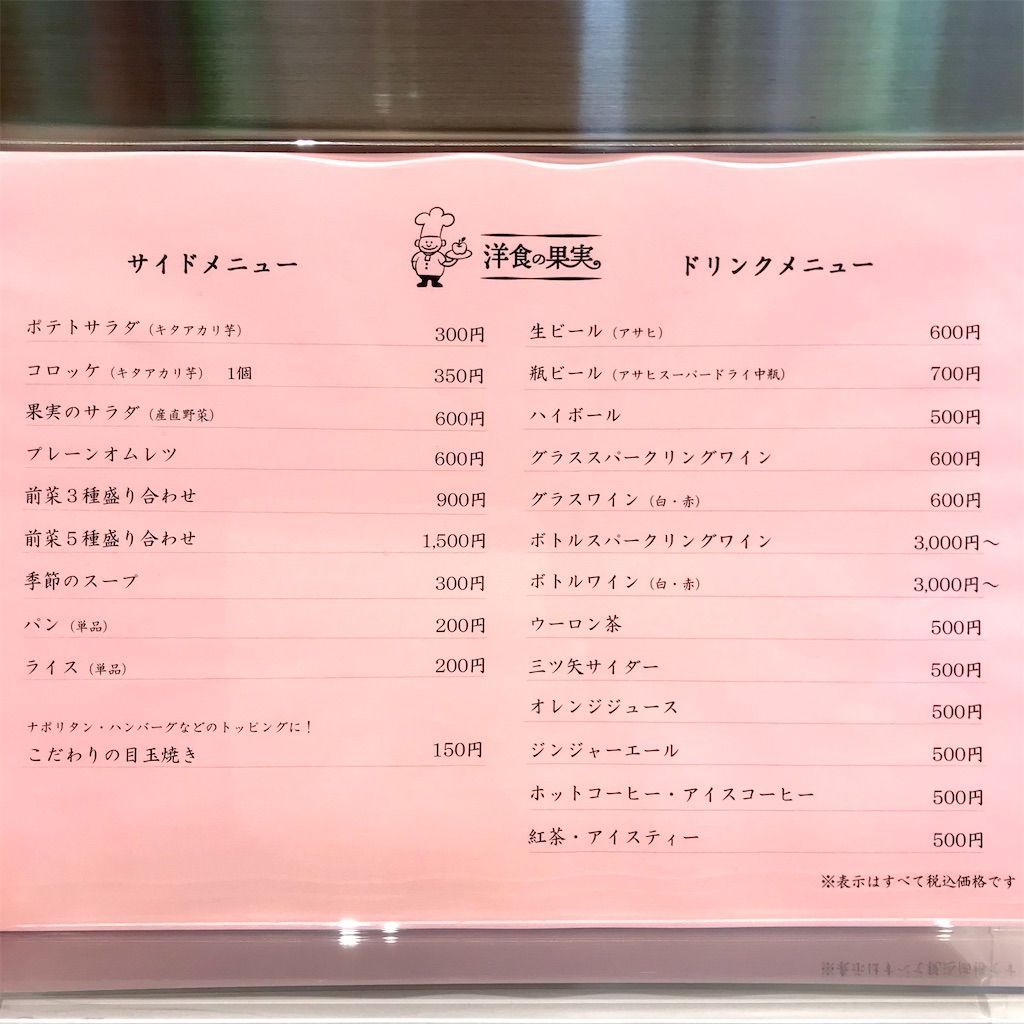 洋食の果実
サイドメニュー
ポテトサラダ（キタアカリ芋） 300円
コロッケ（キタアカリ芋） 1個 350円
果実のサラダ（産直野菜） 600円
プレーンオムレツ 600円
前菜３種盛り合わせ 900円
前菜５種盛り合わせ 1,500円
季節のスープ 300円
パン（単品） 200円
ライス（単品） 200円
ナポリタン・ハンバーグなどのトッピングに！
こだわりの目玉焼き 150円
ドリンクメニュー
生ビール（アサヒ） 600円
瓶ビール（アサヒスーパードライ中瓶） 700円
ハイボール 500円
グラススパークリングワイン 600円
グラスワイン（白・赤） 600円
ボトルスパークリングワイン 3,000円～
ボトルワイン（白・赤） 3,000円～
ウーロン茶 500円
三ツ矢サイダー 500円
オレンジジュース 500円
ジンジャーエール 500円
ホットコーヒー・アイスコーヒー 500円
紅茶・アイスティー 500円
※表示はすべて税込価格です